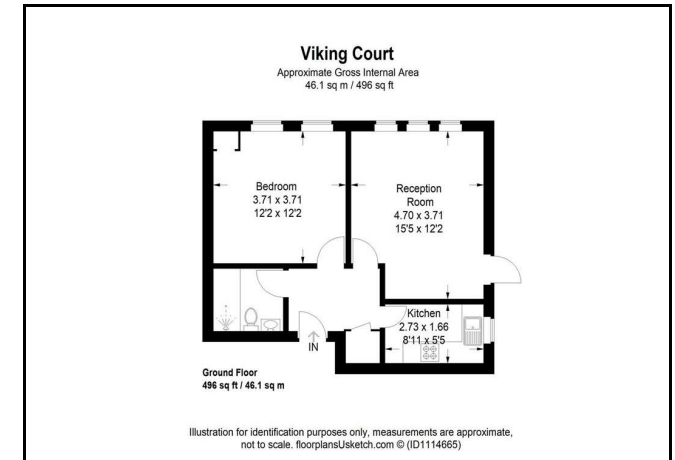 Viking Court
Approximate Gross Internal Area
46.1 sq m / 496 sq ft
Bedroom
3.71 x 3.71
12'2 x 12'2
Reception
Room
4.70 x 3.71
15'5 x 12'2
Kitchen
2.73 x 1.66
8'11 x 5'5
IN
Ground Floor
496 sq ft / 46.1 sq m
Illustration for identification purposes only, measurements are approximate,
not to scale. floorplansUsketch.com © (ID1114665)